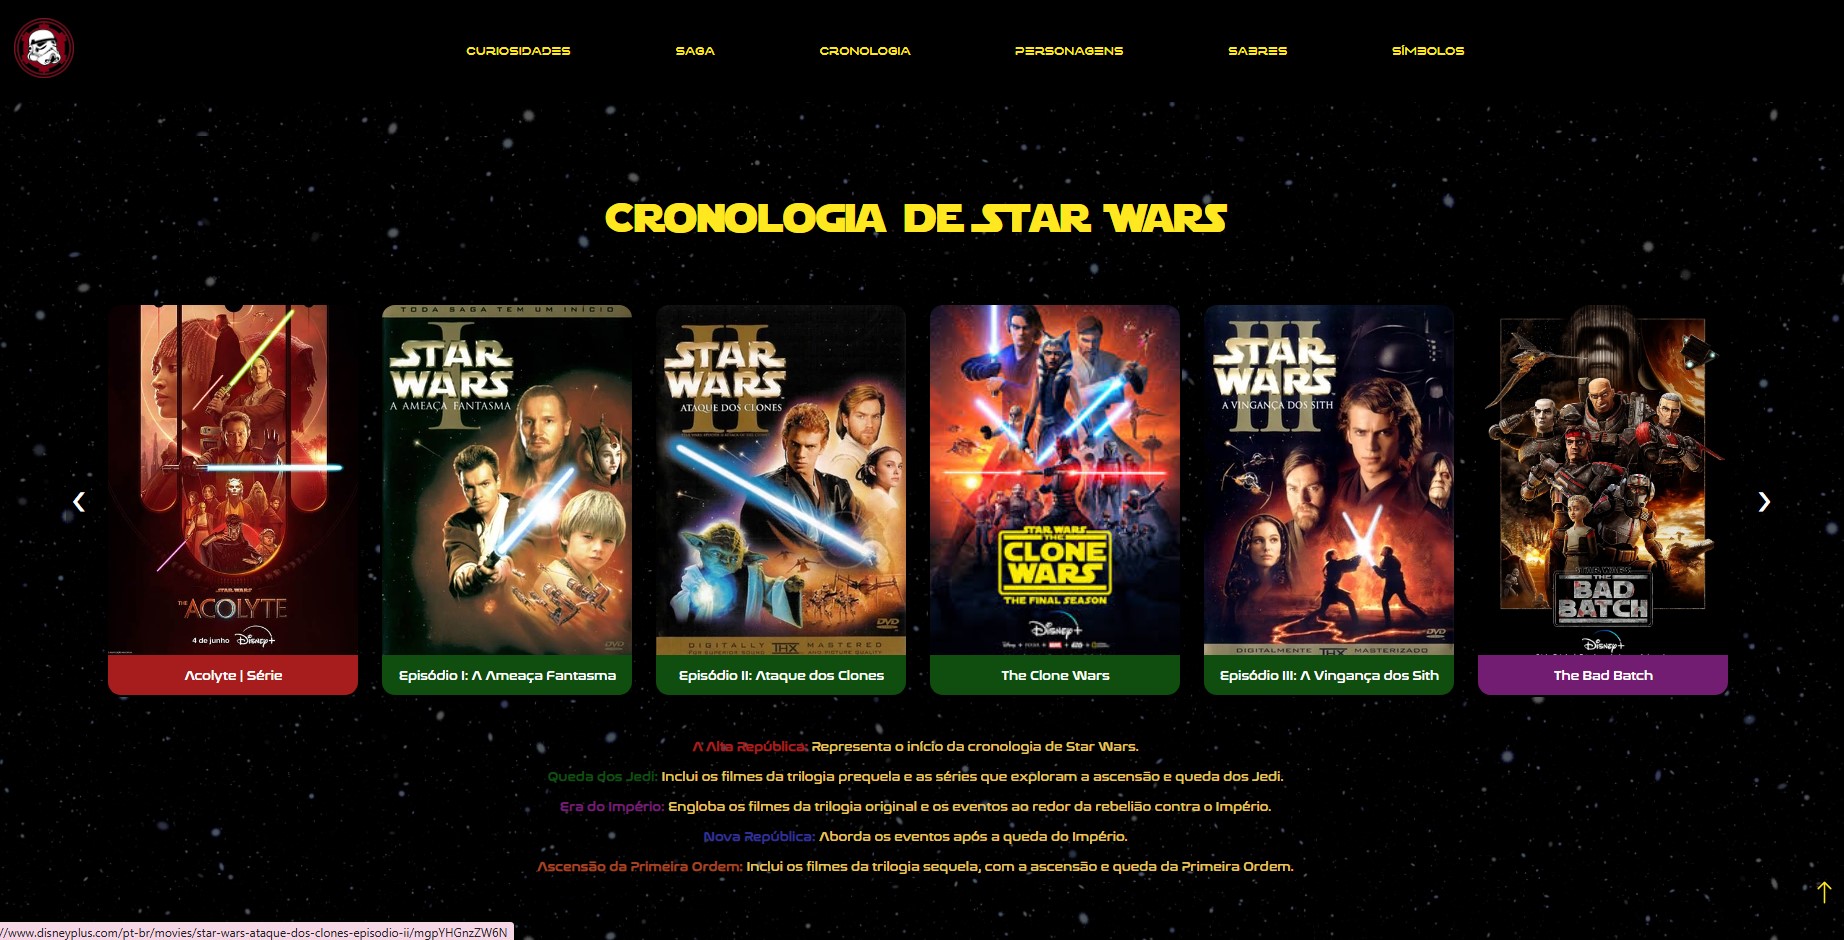 CURIOSIDADES SAGA CRONOLOGIA PERSONAGENS SABRES SÍMBOLOS
CRONOLOGIA DE STAR WARS
STAR WARS
THE ACOLYTE
4 de junho Disney+
Acolyte | Série
TODA SAGA TEM UM INÍCIO
I
STAR
WARS
A AMEAÇA FANTASMA
DVD
Episódio I: A Ameaça Fantasma
II
STAR
WARS
ATAQUE DOS CLONES
DVD
DIGITALLY THX MASTERED
FOR SUPERIOR SOUND AND PICTURE QUALITY
Episódio II: Ataque dos Clones
STAR WARS
THE
CLONE
WARS
THE FINAL SEASON
Disney+
The Clone Wars
III
STAR
WARS
A VINGANÇA DOS SITH
DVD
DIGITALMENTE THX MASTERIZADO
Episódio III: A Vingança dos Sith
STAR WARS
THE
BAD
BATCH
Disney+
The Bad Batch
‹ ›
A Alta República: Representa o início da cronologia de Star Wars.
Queda dos Jedi: Inclui os filmes da trilogia prequela e as séries que exploram a ascensão e queda dos Jedi.
Era do Império: Engloba os filmes da trilogia original e os eventos ao redor da rebelião contra o Império.
Nova República: Aborda os eventos após a queda do Império.
Ascensão da Primeira Ordem: Inclui os filmes da trilogia sequela, com a ascensão e queda da Primeira Ordem.
//www.disneyplus.com/pt-br/movies/star-wars-ataque-dos-clones-episodio-ii/mgpYHGnzZW6N